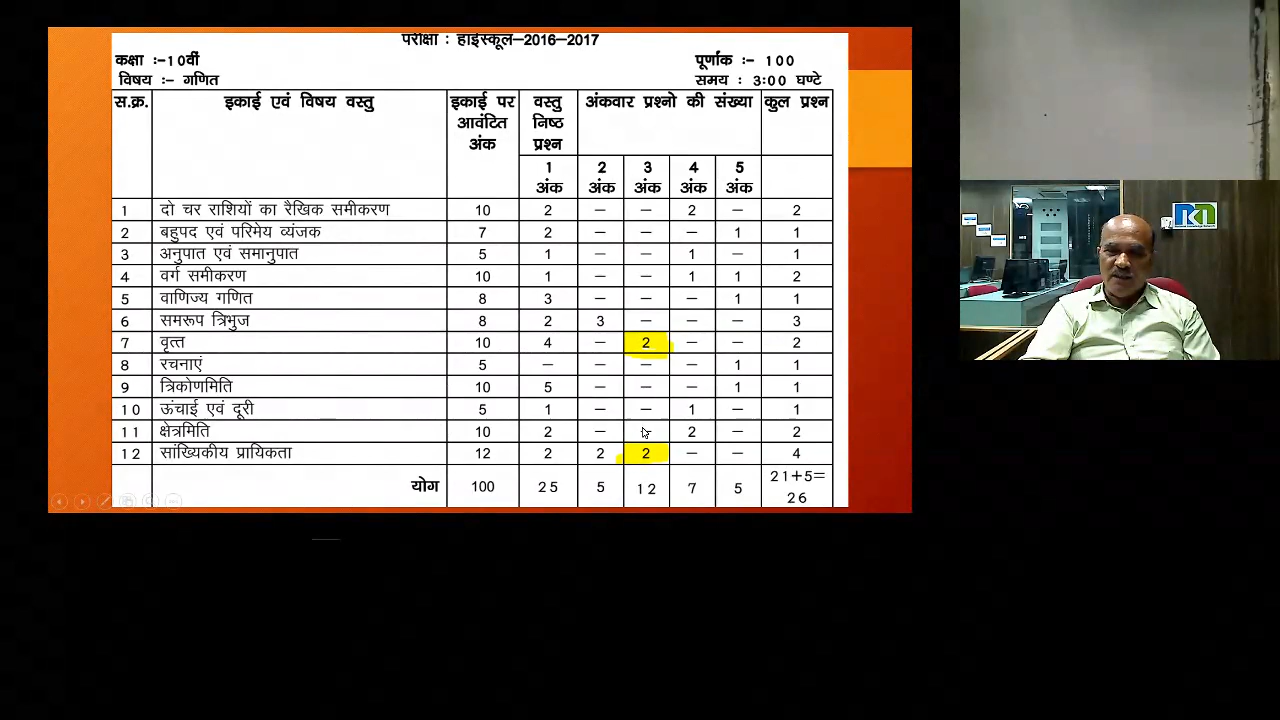 परीक्षा : हाईस्कूल–2016–2017
कक्षा :–10वीं पूर्णांक :– 100
विषय :– गणित समय : 3:00 घण्टे
स.क्र. इकाई एवं विषय वस्तु इकाई पर आवंटित अंक वस्तु निष्ठ प्रश्न अंकवार प्रश्नो की संख्या कुल प्रश्न
1 अंक 2 अंक 3 अंक 4 अंक 5 अंक
1 दो चर राशियों का रैखिक समीकरण 10 2 – – 2 – 2
2 बहुपद एवं परिमेय व्यंजक 7 2 – – – 1 1
3 अनुपात एवं समानुपात 5 1 – – 1 – 1
4 वर्ग समीकरण 10 1 – – 1 1 2
5 वाणिज्य गणित 8 3 – – – 1 1
6 समरूप त्रिभुज 8 2 3 – – – 3
7 वृत्त 10 4 – 2 – – 2
8 रचनाएं 5 – – – – 1 1
9 त्रिकोणमिति 10 5 – – – 1 1
10 ऊंचाई एवं दूरी 5 1 – – 1 – 1
11 क्षेत्रमिति 10 2 – – 2 – 2
12 सांख्यिकीय प्रायिकता 12 2 2 2 – – 4
योग 100 25 5 12 7 5 21+5= 26